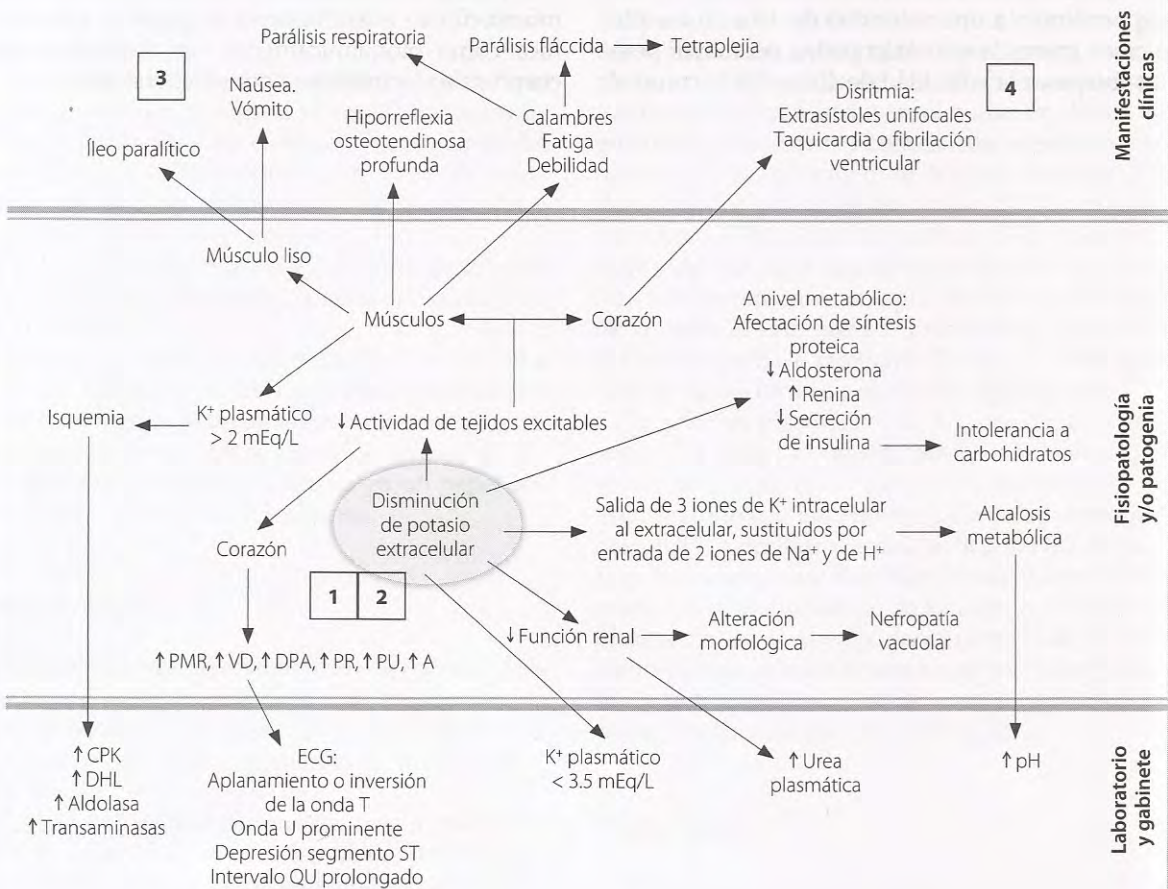 Parálisis respiratoria
Parálisis fláccida
Tetraplejia
3
Naúsea.
Vómito
Íleo paralítico
Hiporreflexia
osteotendinosa
profunda
Calambres
Fatiga
Debilidad
Disritmia:
Extrasístoles unifocales
Taquicardia o fibrilación
ventricular
4
Manifestaciones
clínicas
Músculo liso
Músculos
Corazón
A nivel metabólico:
Afectación de síntesis
proteica
↓ Aldosterona
↑ Renina
↓ Secreción
de insulina
Intolerancia a
carbohidratos
Isquemia
K+ plasmático
> 2 mEq/L
↓ Actividad de tejidos excitables
Disminución
de potasio
extracelular
Salida de 3 iones de K+ intracelular
al extracelular, sustituidos por
entrada de 2 iones de Na+ y de H+
Alcalosis
metabólica
Corazón
1 2
↓ Función renal
Alteración
morfológica
Nefropatía
vacuolar
↑ PMR, ↑ VD, ↑ DPA, ↑ PR, ↑ PU, ↑ A
Fisiopatología
y/o patogenia
↑ CPK
↑ DHL
↑ Aldolasa
↑ Transaminasas
ECG:
Aplanamiento o inversión
de la onda T
Onda U prominente
Depresión segmento ST
Intervalo QU prolongado
K+ plasmático
< 3.5 mEq/L
↑ Urea
plasmática
↑ pH
Laboratorio
y gabinete